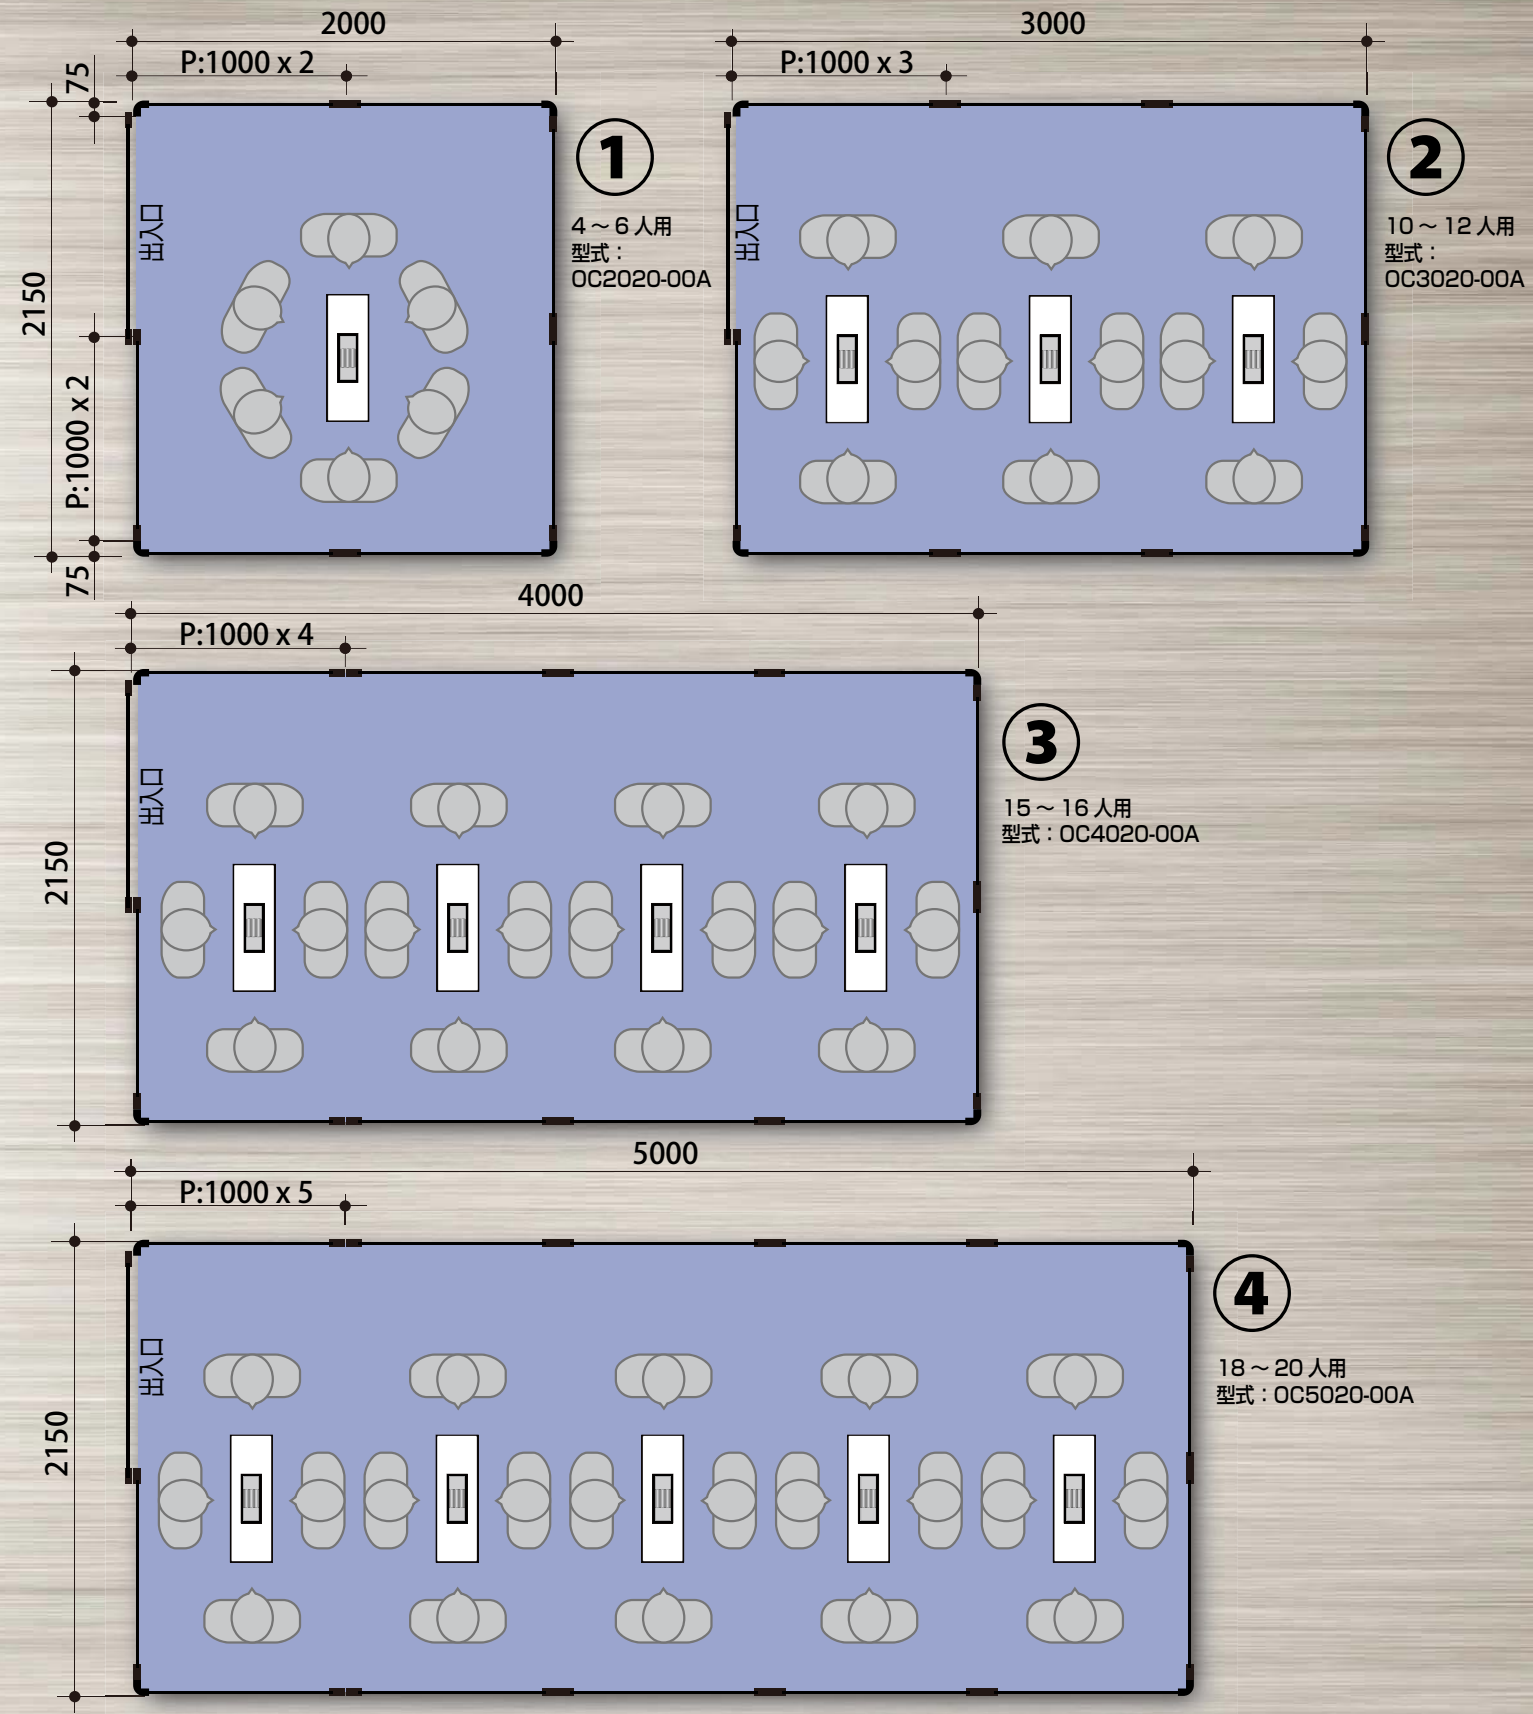 2000
P:1000 x 2
75
2150
P:1000 x 2
75
出入口
1
4～6人用
型式：
OC2020-00A
3000
P:1000 x 3
出入口
2
10～12人用
型式：
OC3020-00A
4000
P:1000 x 4
2150
出入口
3
15～16人用
型式：OC4020-00A
5000
P:1000 x 5
2150
出入口
4
18～20人用
型式：OC5020-00A